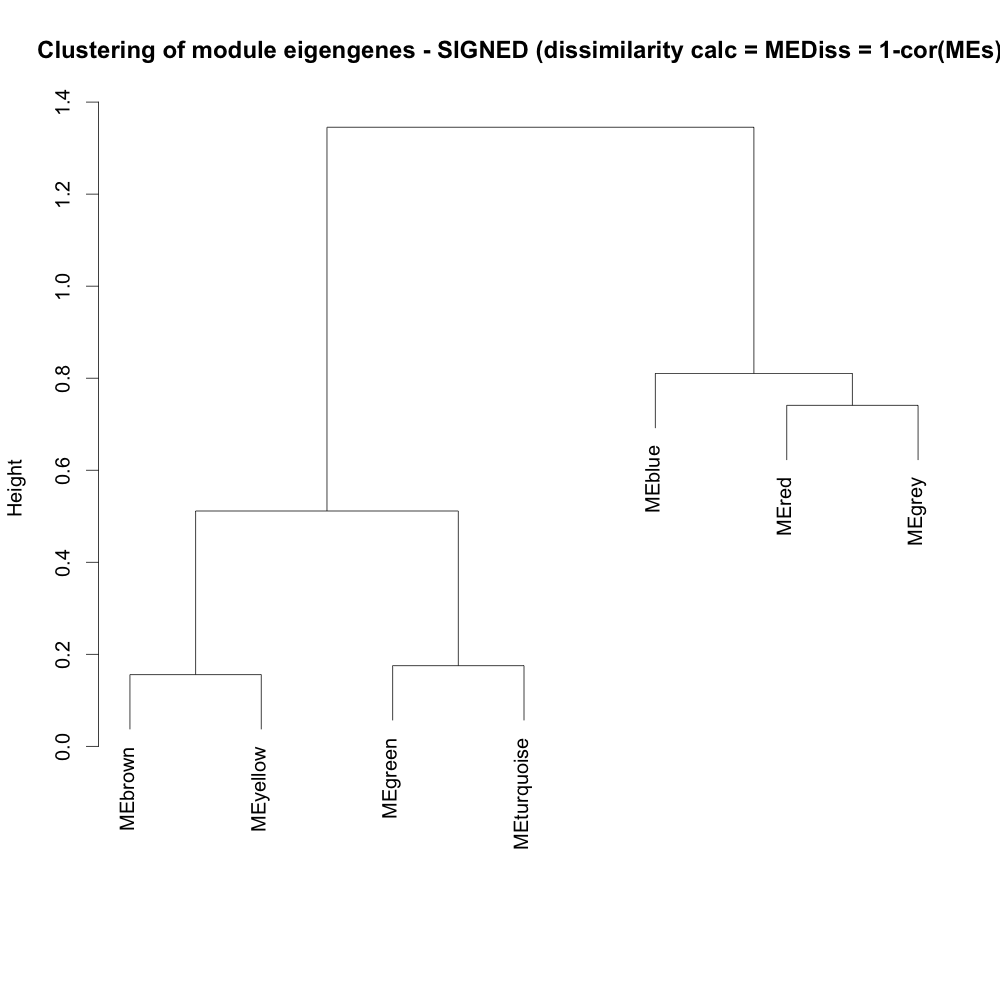 Clustering of module eigengenes - SIGNED (dissimilarity calc = MEDiss = 1-cor(MEs)
1.4
1.2
1.0
0.8
0.6
0.4
0.2
0.0
Height
MEblue
MEred
MEgrey
MEbrown
MEyellow
MEgreen
MEturquoise